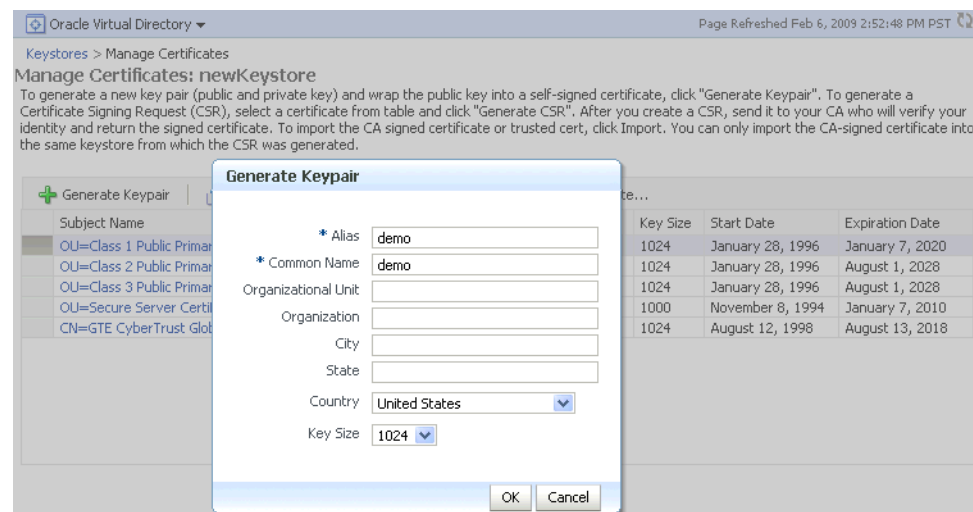 Oracle Virtual Directory
Page Refreshed Feb 6, 2009 2:52:48 PM PST
Keystores > Manage Certificates
Manage Certificates: newKeystore
To generate a new key pair (public and private key) and wrap the public key into a self-signed certificate, click "Generate Keypair". To generate a
Certificate Signing Request (CSR), select a certificate from table and click "Generate CSR". After you create a CSR, send it to your CA who will verify your
identity and return the signed certificate. To import the CA signed certificate or trusted cert, click Import. You can only import the CA-signed certificate into
the same keystore from which the CSR was generated.
Generate Keypair
te...
Subject Name Key Size Start Date Expiration Date
OU=Class 1 Public Primar 1024 January 28, 1996 January 7, 2020
OU=Class 2 Public Primar 1024 January 28, 1996 August 1, 2028
OU=Class 3 Public Primar 1024 January 28, 1996 August 1, 2028
OU=Secure Server Certi 1000 November 8, 1994 January 7, 2010
CN=GTE CyberTrust Glob 1024 August 12, 1998 August 13, 2018
Generate Keypair
* Alias demo
* Common Name demo
Organizational Unit
Organization
City
State
Country United States
Key Size 1024
OK Cancel